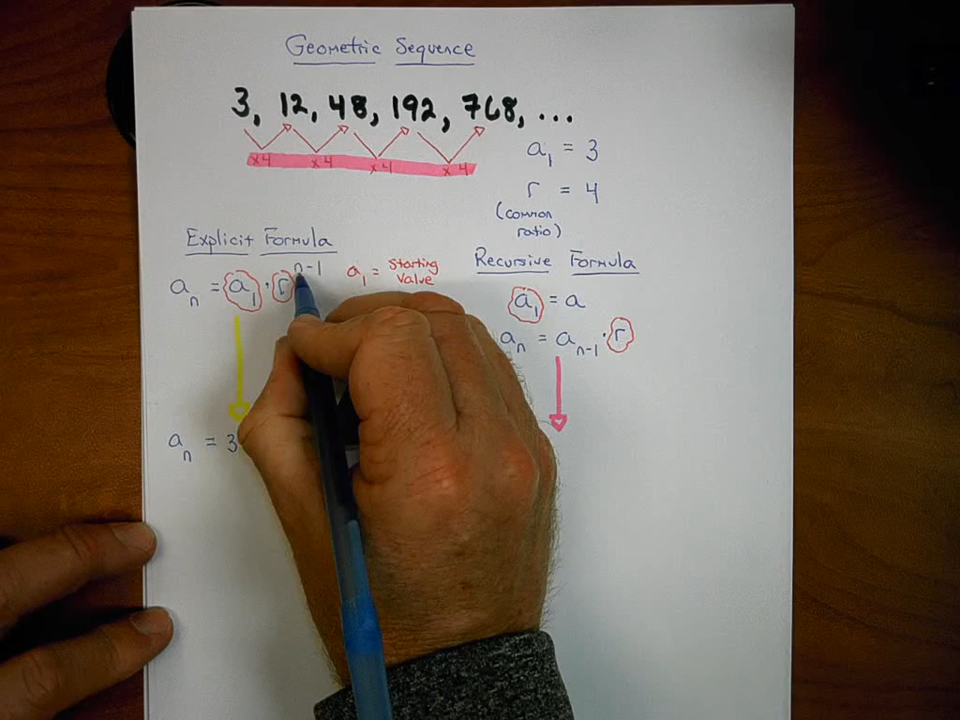 Geometric Sequence
3, 12, 48, 192, 768, ...
x4 x4 x4 x4
a₁ = 3
r = 4
(common
ratio)
Explicit Formula
aₙ = a₁ · rⁿ⁻¹
a₁ = Starting
Value
Recursive Formula
a₁ = a
aₙ = aₙ₋₁ · r
aₙ = 3